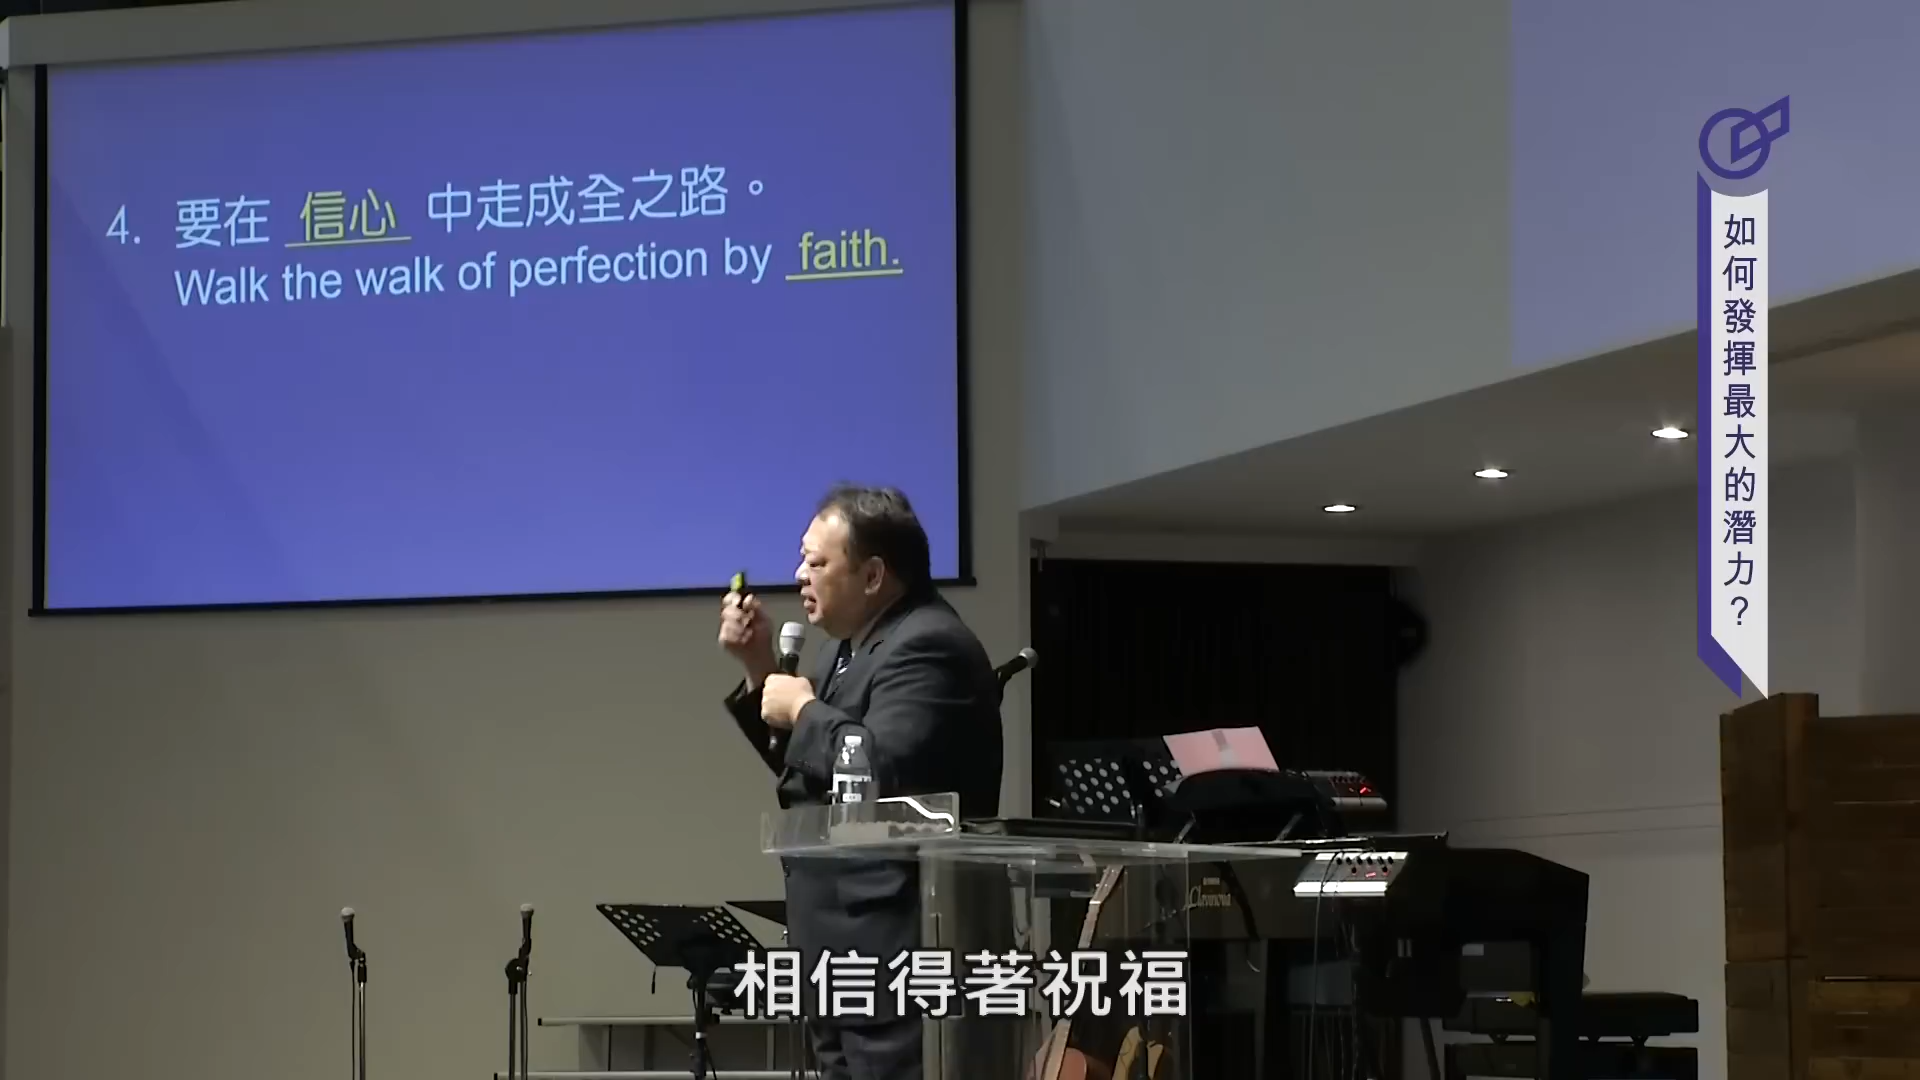 4. 要在 信心 中走成全之路。
Walk the walk of perfection by faith.
如何發揮最大的潛力?
Clavinova
相信得著祝福